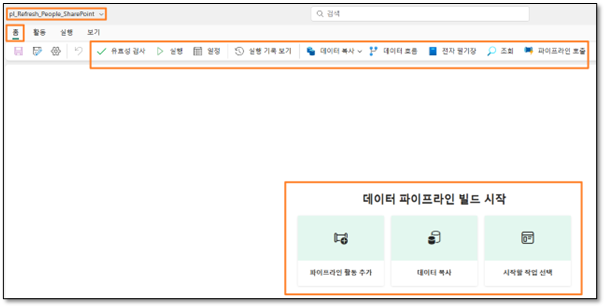 pl_Refresh_People_SharePoint
검색
홈 활동 실행 보기
유효성 검사 실행 일정 실행 기록 보기 데이터 복사 데이터 흐름 전자 필기장 조회 파이프라인 호출
데이터 파이프라인 빌드 시작
파이프라인 활동 추가 데이터 복사 시작할 작업 선택